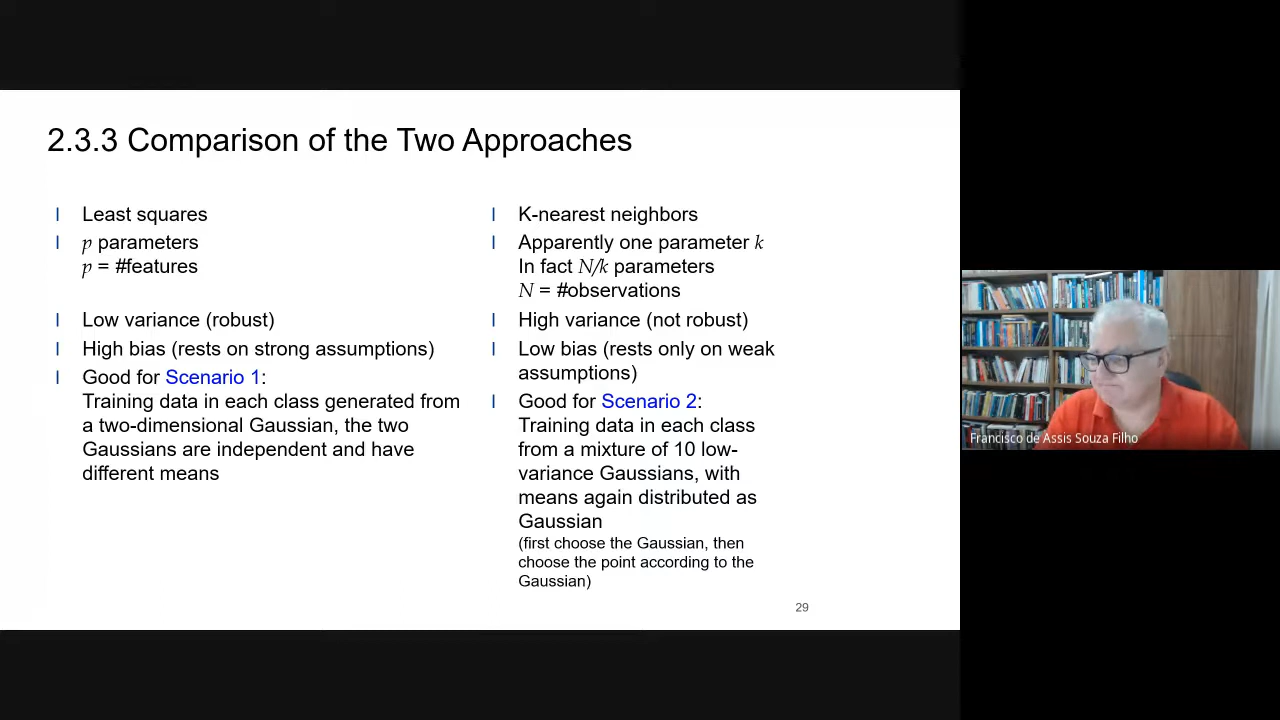 2.3.3 Comparison of the Two Approaches
l Least squares
l p parameters
p = #features
l Low variance (robust)
l High bias (rests on strong assumptions)
l Good for Scenario 1:
Training data in each class generated from
a two-dimensional Gaussian, the two
Gaussians are independent and have
different means
l K-nearest neighbors
l Apparently one parameter k
In fact N/k parameters
N = #observations
l High variance (not robust)
l Low bias (rests only on weak
assumptions)
l Good for Scenario 2:
Training data in each class
from a mixture of 10 low-
variance Gaussians, with
means again distributed as
Gaussian
(first choose the Gaussian, then
choose the point according to the
Gaussian)
29
Francisco de Assis Souza Filho